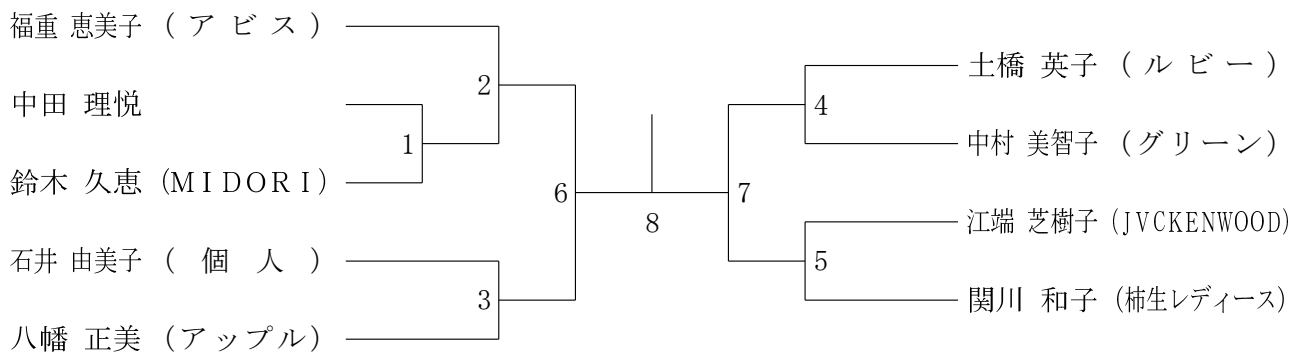 福重 恵美子 （ ア ビ ス ）
中田 理悦
鈴木 久恵 （ＭＩＤＯＲＩ）
石井 由美子 （ 個 人 ）
八幡 正美 （アップル）
1
2
3
6
8
7
4
5
土橋 英子 （ ル ビ ー ）
中村 美智子 （グリーン）
江端 芝樹子 （JVCKENWOOD）
関川 和子 （柿生レディース）